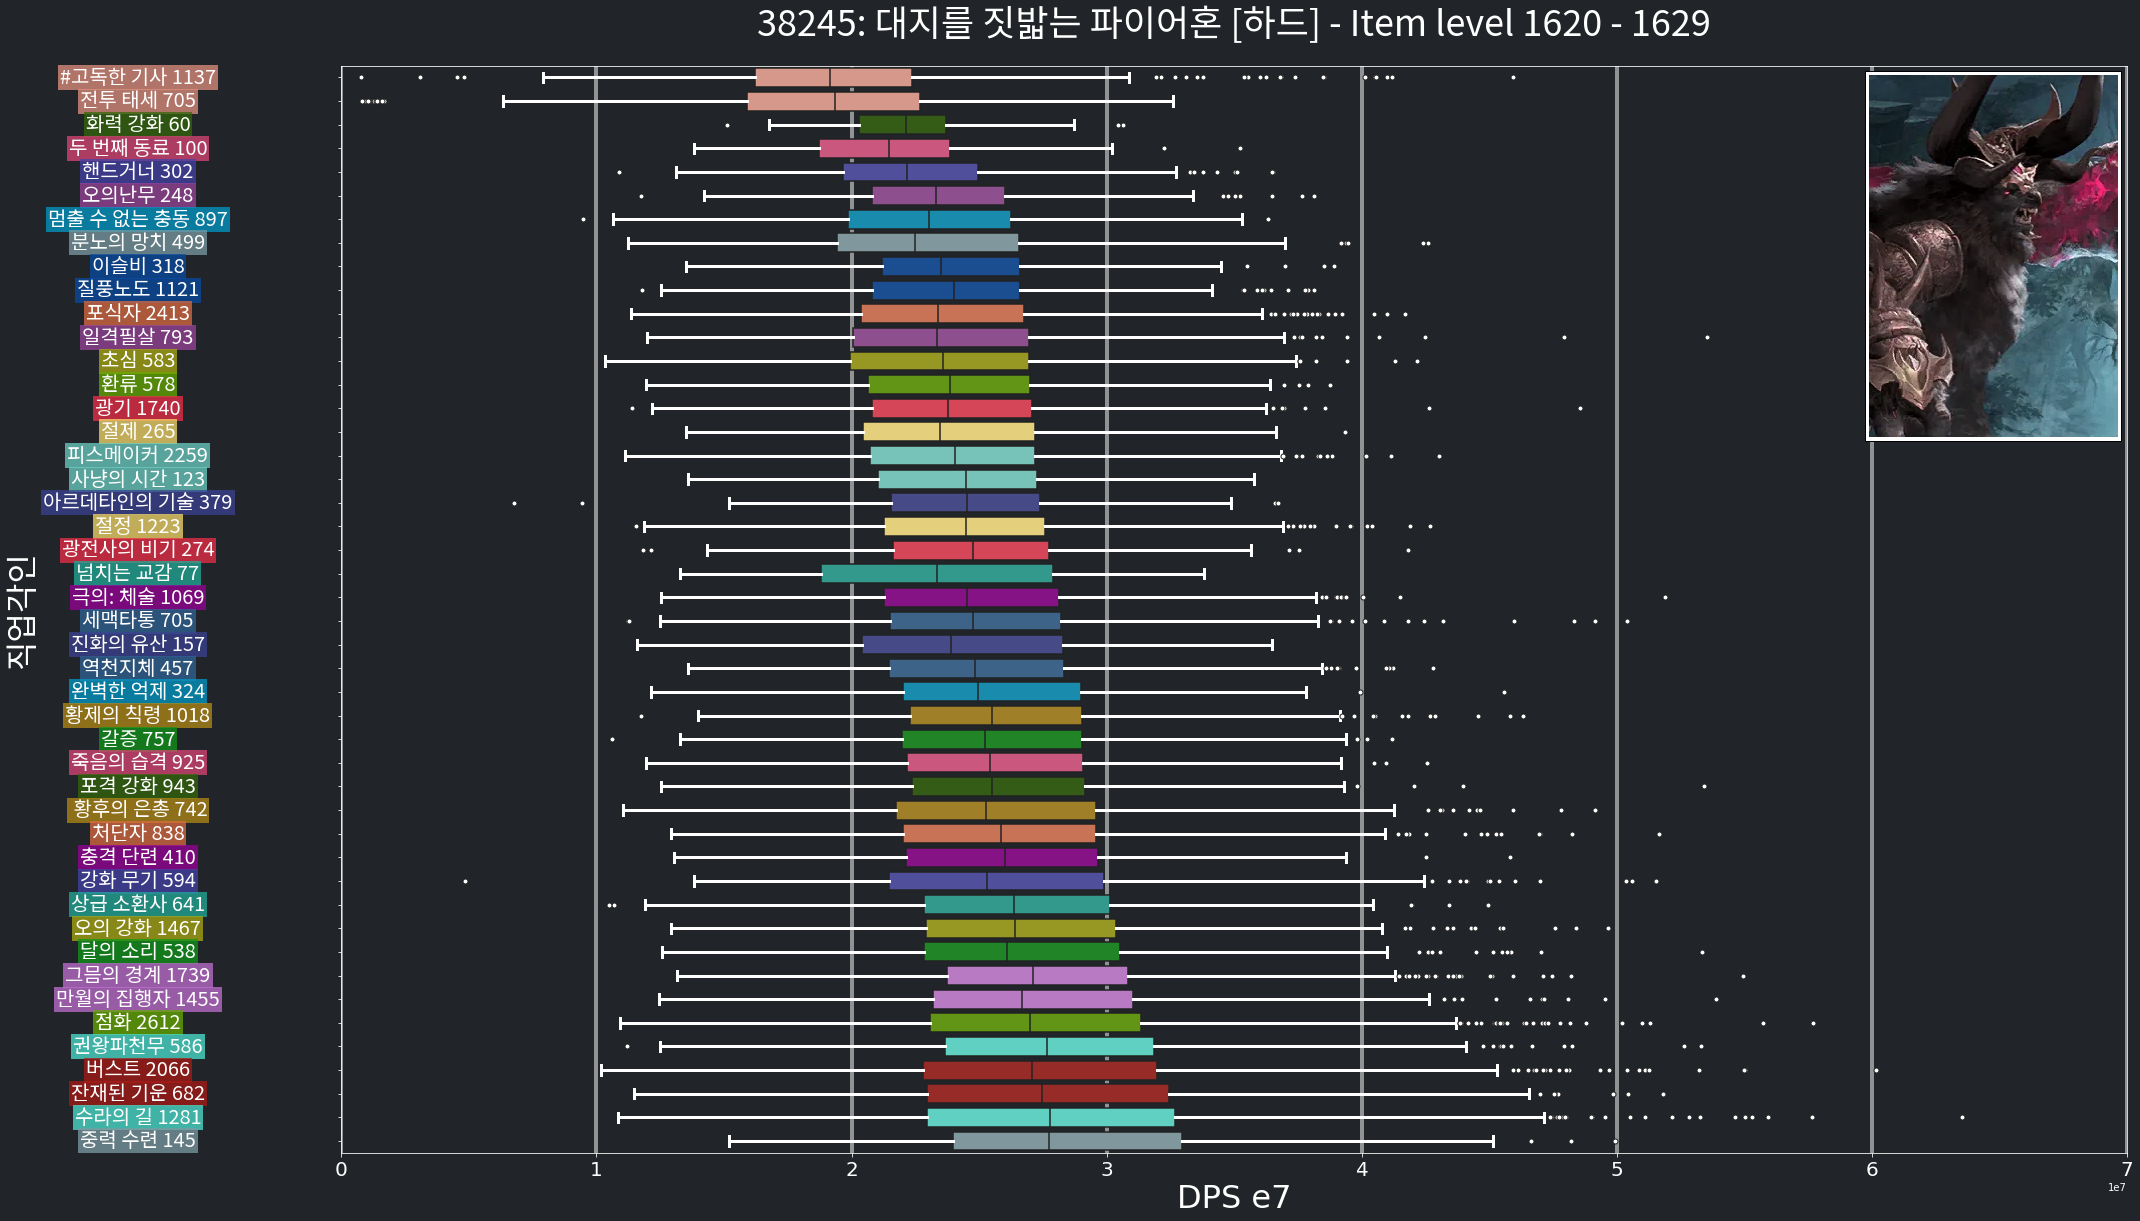 38245: 대지를 짓밟는 파이어혼 [하드] - Item level 1620 - 1629
#고독한 기사 1137
전투 태세 705
화력 강화 60
두 번째 동료 100
핸드거너 302
오의난무 248
멈출 수 없는 충동 897
분노의 망치 499
이슬비 318
질풍노도 1121
포식자 2413
일격필살 793
초심 583
환류 578
광기 1740
절제 265
피스메이커 2259
사냥의 시간 123
아르데타인의 기술 379
절정 1223
광전사의 비기 274
넘치는 교감 77
극의: 체술 1069
세맥타통 705
진화의 유산 157
역천지체 457
완벽한 억제 324
황제의 칙령 1018
갈증 757
죽음의 습격 925
포격 강화 943
황후의 은총 742
처단자 838
충격 단련 410
강화 무기 594
상급 소환사 641
오의 강화 1467
달의 소리 538
그믐의 경계 1739
만월의 집행자 1455
점화 2612
권왕파천무 586
버스트 2066
잔재된 기운 682
수라의 길 1281
중력 수련 145
직업각인
0 1 2 3 4 5 6 7
DPS e7
1e7